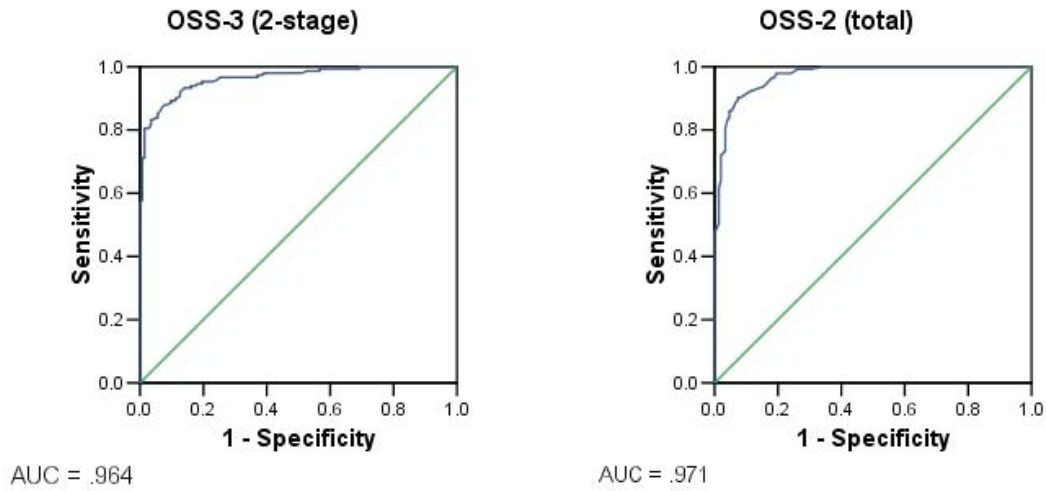 OSS-3 (2-stage)
1.0
0.8
0.6
0.4
0.2
0.0
Sensitivity
0.0 0.2 0.4 0.6 0.8 1.0
1 - Specificity
AUC = .964
OSS-2 (total)
1.0
0.8
0.6
0.4
0.2
0.0
Sensitivity
0.0 0.2 0.4 0.6 0.8 1.0
1 - Specificity
AUC = .971